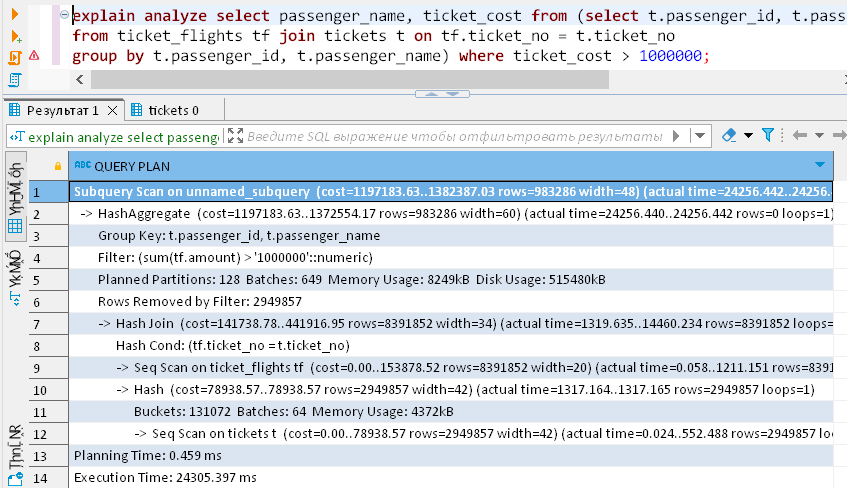 explain analyze select passenger_name, ticket_cost from (select t.passenger_id, t.pass
from ticket_flights tf join tickets t on tf.ticket_no = t.ticket_no
group by t.passenger_id, t.passenger_name) where ticket_cost > 1000000;
Результат 1
tickets 0
explain analyze select passeng
Введите SQL выражение чтобы отфильтровать результаты
ABC QUERY PLAN
1 Subquery Scan on unnamed_subquery (cost=1197183.63..1382387.03 rows=983286 width=48) (actual time=24256.442..24256.
2 -> HashAggregate (cost=1197183.63..1372554.17 rows=983286 width=60) (actual time=24256.440..24256.442 rows=0 loops=1)
3 Group Key: t.passenger_id, t.passenger_name
4 Filter: (sum(tf.amount) > '1000000'::numeric)
5 Planned Partitions: 128 Batches: 649 Memory Usage: 8249kB Disk Usage: 515480kB
6 Rows Removed by Filter: 2949857
7 -> Hash Join (cost=141738.78..441916.95 rows=8391852 width=34) (actual time=1319.635..14460.234 rows=8391852 loops=
8 Hash Cond: (tf.ticket_no = t.ticket_no)
9 -> Seq Scan on ticket_flights tf (cost=0.00..153878.52 rows=8391852 width=20) (actual time=0.058..1211.151 rows=8391
10 -> Hash (cost=78938.57..78938.57 rows=2949857 width=42) (actual time=1317.164..1317.165 rows=2949857 loops=1)
11 Buckets: 131072 Batches: 64 Memory Usage: 4372kB
12 -> Seq Scan on tickets t (cost=0.00..78938.57 rows=2949857 width=42) (actual time=0.024..552.488 rows=2949857 loo
13 Planning Time: 0.459 ms
14 Execution Time: 24305.397 ms